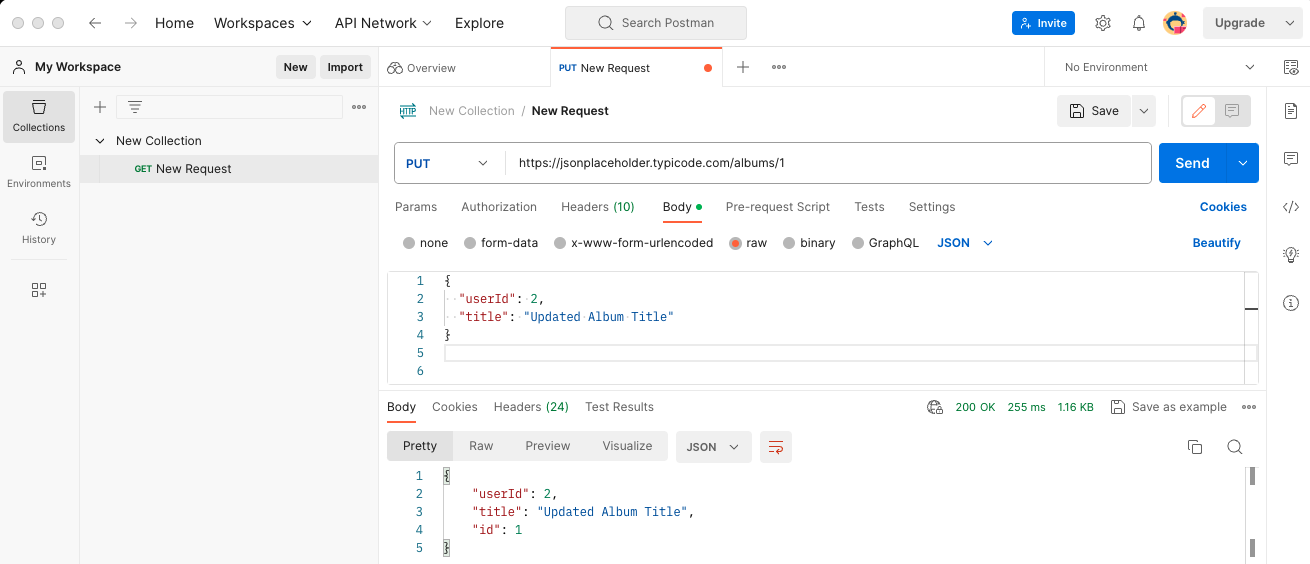 Home Workspaces API Network Explore Search Postman Invite Upgrade
My Workspace New Import Overview PUT New Request No Environment
HTTP New Collection / New Request Save
Collections
New Collection
GET New Request
PUT https://jsonplaceholder.typicode.com/albums/1 Send
Environments
Params Authorization Headers (10) Body Pre-request Script Tests Settings Cookies
History
none form-data x-www-form-urlencoded raw binary GraphQL JSON Beautify
1 {
2 "userId": 2,
3 "title": "Updated Album Title"
4 }
5
6
Body Cookies Headers (24) Test Results 200 OK 255 ms 1.16 KB Save as example
Pretty Raw Preview Visualize JSON
1 {
2 "userId": 2,
3 "title": "Updated Album Title",
4 "id": 1
5 }